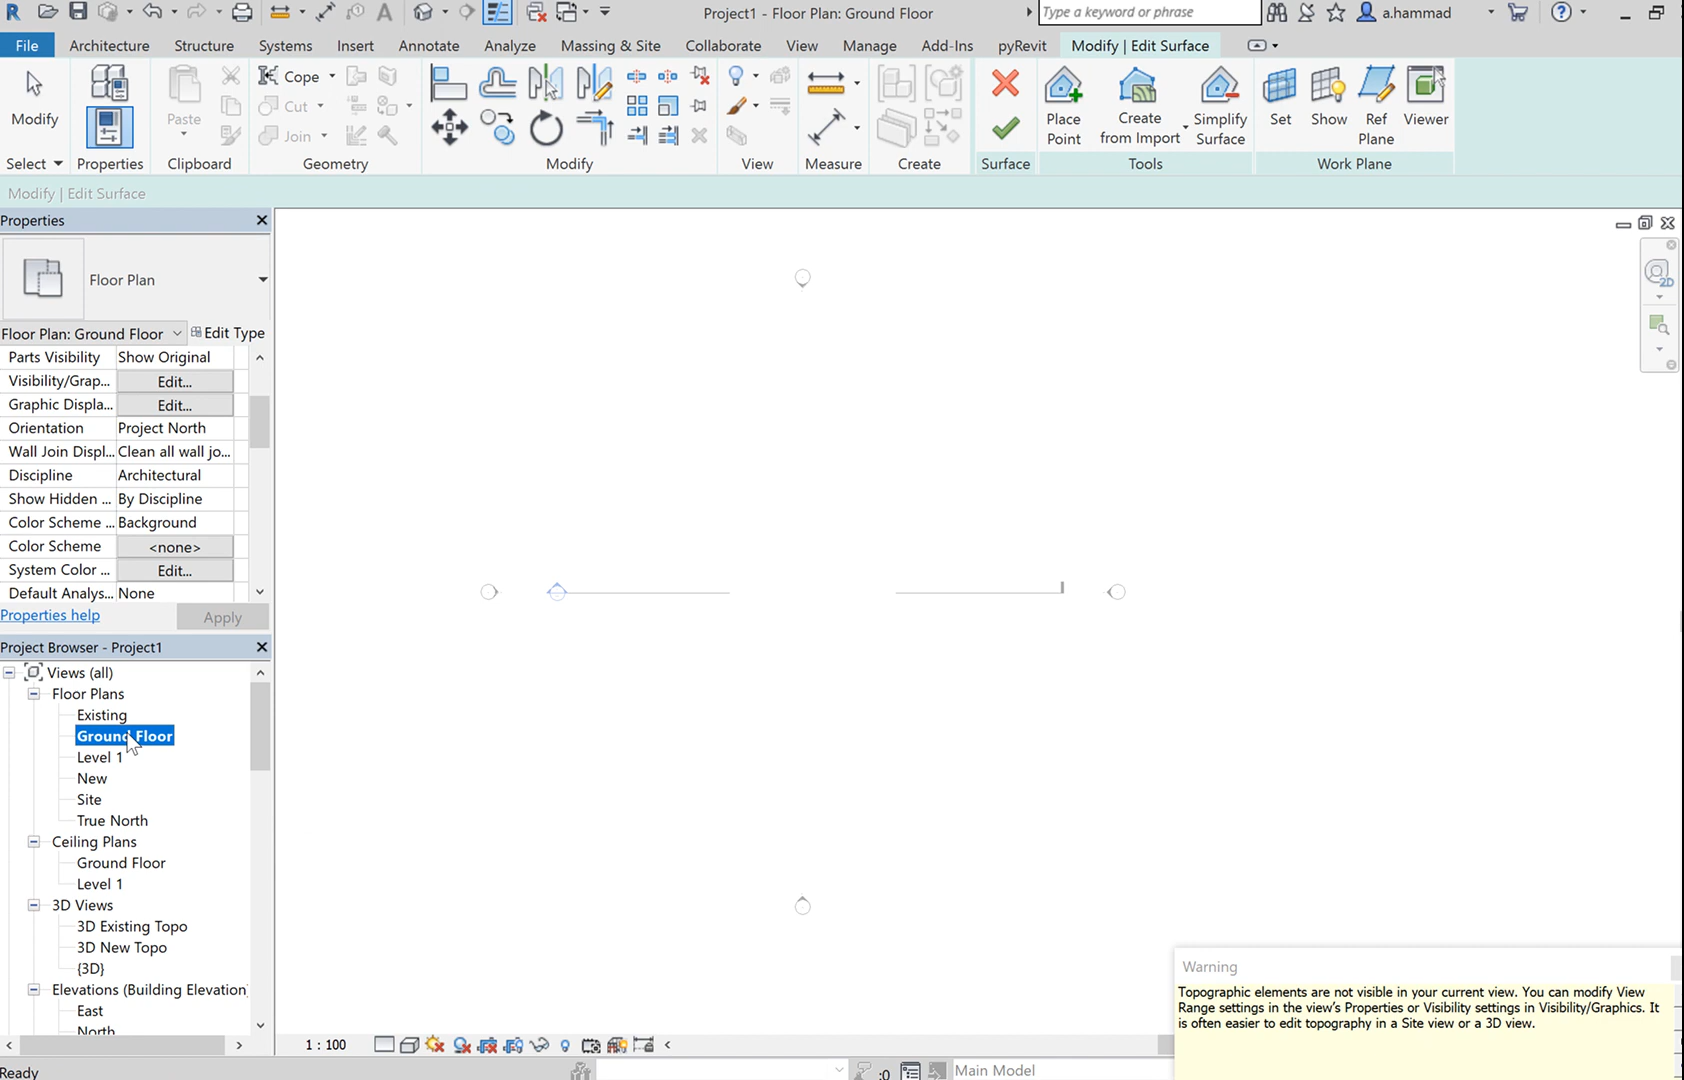 Project1 - Floor Plan: Ground Floor
Type a keyword or phrase
a.hammad
File Architecture Structure Systems Insert Annotate Analyze Massing & Site Collaborate View Manage Add-Ins pyRevit Modify | Edit Surface
Modify
Paste
Cope
Cut
Join
Place Point
Create from Import
Simplify Surface
Set
Show
Ref Plane
Viewer
Select Properties Clipboard Geometry Modify View Measure Create Surface Tools Work Plane
Modify | Edit Surface
Properties
Floor Plan
Floor Plan: Ground Floor Edit Type
Parts Visibility Show Original
Visibility/Grap... Edit...
Graphic Displa... Edit...
Orientation Project North
Wall Join Displ... Clean all wall jo...
Discipline Architectural
Show Hidden ... By Discipline
Color Scheme ... Background
Color Scheme <none>
System Color ... Edit...
Default Analys... None
Properties help Apply
Project Browser - Project1
Views (all)
Floor Plans
Existing
Ground Floor
Level 1
New
Site
True North
Ceiling Plans
Ground Floor
Level 1
3D Views
3D Existing Topo
3D New Topo
{3D}
Elevations (Building Elevation)
East
North
2D
1 : 100
Warning
Topographic elements are not visible in your current view. You can modify View
Range settings in the view's Properties or Visibility settings in Visibility/Graphics. It
is often easier to edit topography in a Site view or a 3D view.
Ready
:0
Main Model